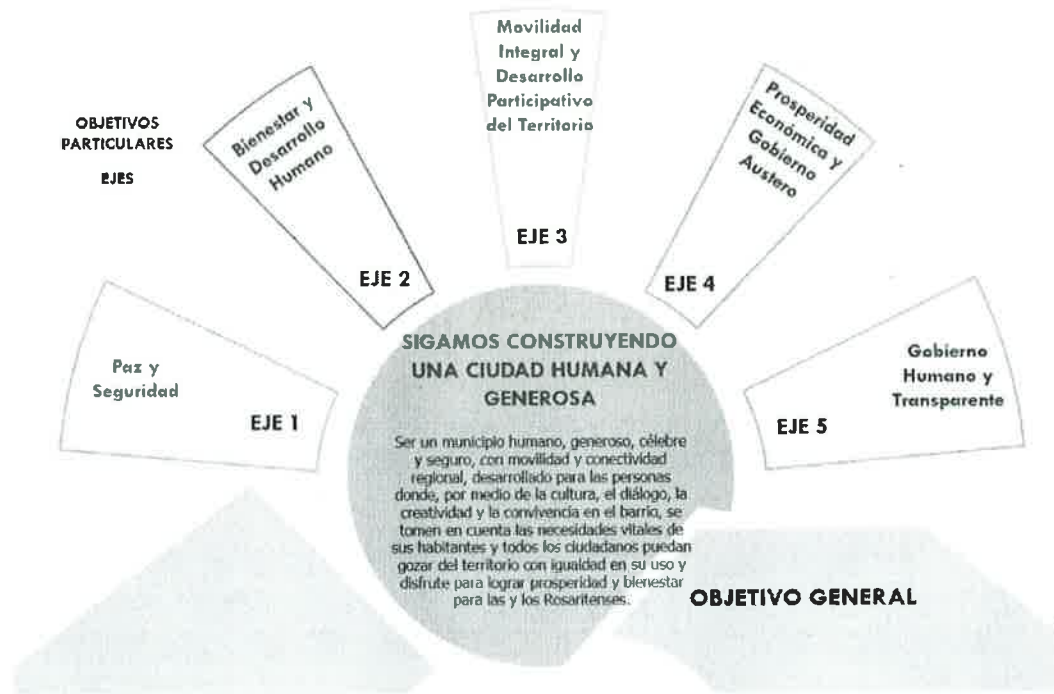 OBJETIVOS
PARTICULARES
EJES
Paz y
Seguridad
EJE 1
Bienestar y
Desarrollo
Humano
EJE 2
Movilidad
Integral y
Desarrollo
Participativo
del Territorio
EJE 3
Prosperidad
Económica y
Gobierno
Austero
EJE 4
Gobierno
Humano y
Transparente
EJE 5
SIGAMOS CONSTRUYENDO
UNA CIUDAD HUMANA Y
GENEROSA
Ser un municipio humano, generoso, célebre
y seguro, con movilidad y conectividad
regional, desarrollado para las personas
donde, por medio de la cultura, el diálogo, la
creatividad y la convivencia en el barrio, se
tomen en cuenta las necesidades vitales de
sus habitantes y todos los ciudadanos puedan
gozar del territorio con igualdad en su uso y
disfrute para lograr prosperidad y bienestar
para las y los Rosaritenses.
OBJETIVO GENERAL